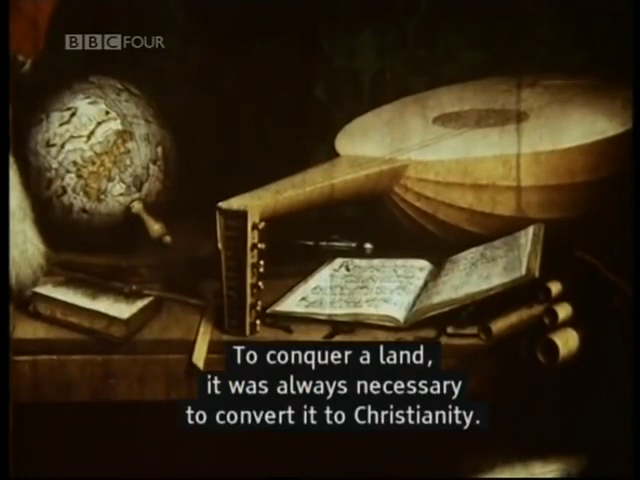 BBC FOUR
To conquer a land,
it was always necessary
to convert it to Christianity.